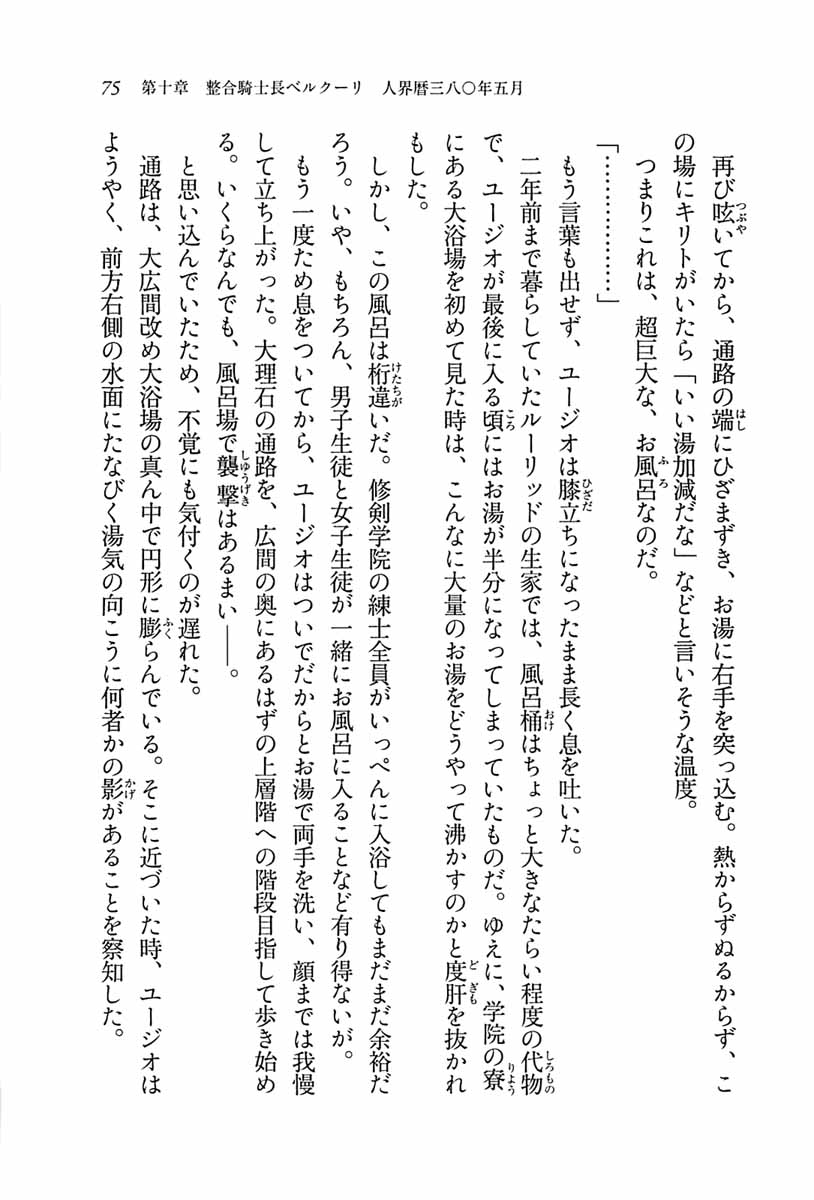 75 第十章 整合騎士長ベルクーリ 人界暦三八〇年五月
再び呟いてから、通路の端にひざまずき、お湯に右手を突っ込む。熱からずぬるからず、こ
の場にキリトがいたら「いい湯加減だな」などと言いそうな温度。
つまりこれは、超巨大な、お風呂なのだ。
「………………」
もう言葉も出せず、ユージオは膝立ちになったまま長く息を吐いた。
二年前まで暮らしていたルーリッドの生家では、風呂桶はちょっと大きなたらい程度の代物
で、ユージオが最後に入る頃にはお湯が半分になってしまっていたものだ。ゆえに、学院の寮
にある大浴場を初めて見た時は、こんなに大量のお湯をどうやって沸かすのかと度肝を抜かれ
もした。
しかし、この風呂は桁違いだ。修剣学院の練士全員がいっぺんに入浴してもまだまだ余裕だ
ろう。いや、もちろん、男子生徒と女子生徒が一緒にお風呂に入ることなど有り得ないが。
もう一度ため息をついてから、ユージオはついでだからとお湯で両手を洗い、顔までは我慢
して立ち上がった。大理石の通路を、広間の奥にあるはずの上層階への階段目指して歩き始め
る。いくらなんでも、風呂場で襲撃はあるまい――。
と思い込んでいたため、不覚にも気付くのが遅れた。
通路は、大広間改め大浴場の真ん中で円形に膨らんでいる。そこに近づいた時、ユージオは
ようやく、前方右側の水面にたなびく湯気の向こうに何者かの影があることを察知した。